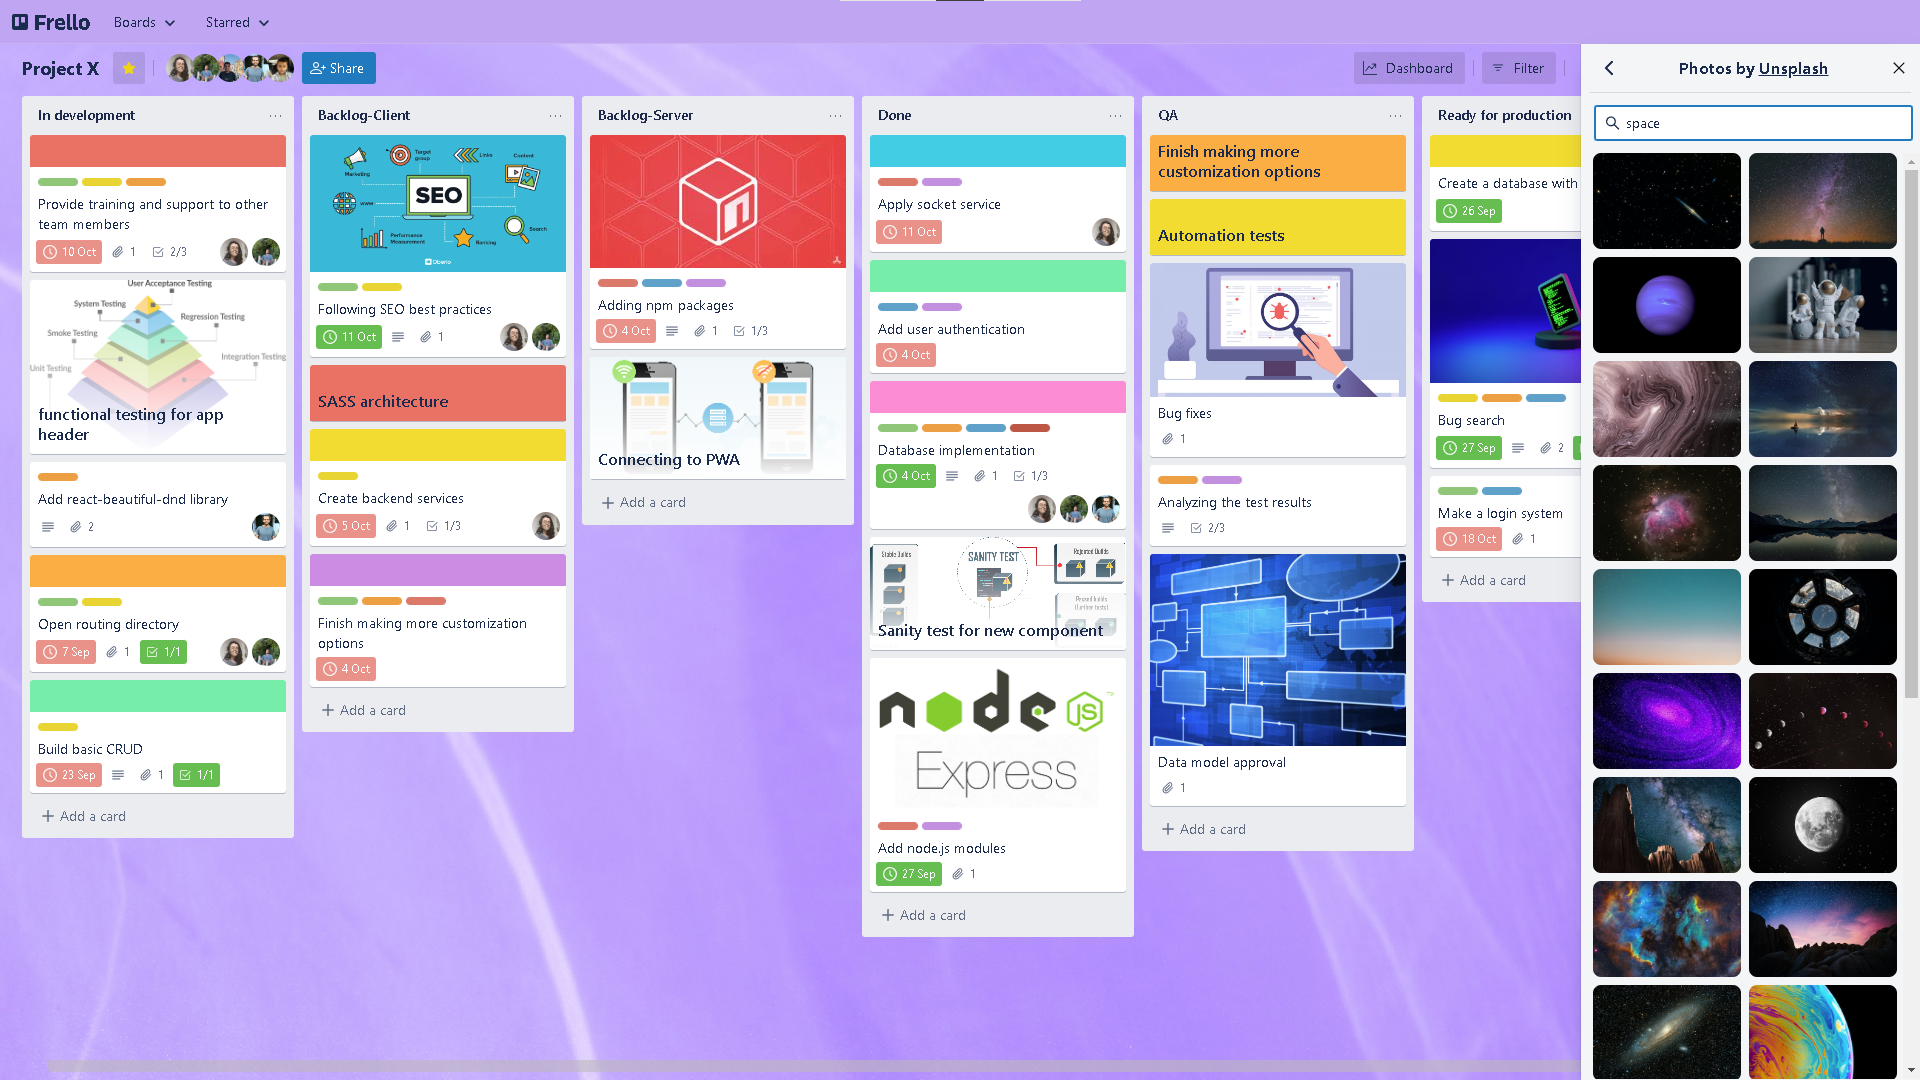 Frello
Boards
Starred
Project X
Share
Dashboard
Filter
Photos by Unsplash
space
In development
Provide training and support to other
team members
10 Oct
1
2/3
User Acceptance Testing
System Testing
Regression Testing
Smoke Testing
Integration Testing
Unit Testing
functional testing for app
header
Add react-beautiful-dnd library
2
Open routing directory
7 Sep
1
1/1
Build basic CRUD
23 Sep
1
1/1
+ Add a card
Backlog-Client
Target
group
Links
Content
Marketing
SEO
www
Performance
Measurement
Ranking
Search
Oberlo
Following SEO best practices
11 Oct
1
SASS architecture
Create backend services
5 Oct
1
1/3
Finish making more customization
options
4 Oct
+ Add a card
Backlog-Server
n
Adding npm packages
4 Oct
1
1/3
Connecting to PWA
+ Add a card
Done
Apply socket service
11 Oct
Add user authentication
4 Oct
Database implementation
4 Oct
1
1/3
Stable Builds
SANITY TEST
Rejected Builds
Passed Builds
(further tests)
Sanity test for new component
node
JS
Express
Add node.js modules
27 Sep
1
+ Add a card
QA
Finish making more
customization options
Automation tests
Bug fixes
1
Analyzing the test results
2/3
Data model approval
1
+ Add a card
Ready for production
Create a database with
26 Sep
Bug search
27 Sep
2
Make a login system
18 Oct
1
+ Add a card